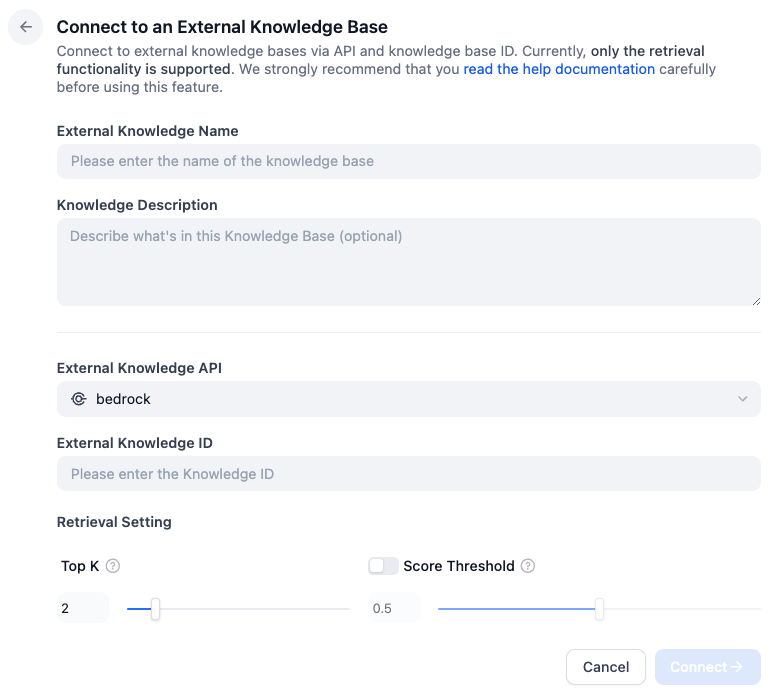 Connect to an External Knowledge Base
Connect to external knowledge bases via API and knowledge base ID. Currently, only the retrieval
functionality is supported. We strongly recommend that you read the help documentation carefully
before using this feature.
External Knowledge Name
Please enter the name of the knowledge base
Knowledge Description
Describe what's in this Knowledge Base (optional)
External Knowledge API
bedrock
External Knowledge ID
Please enter the Knowledge ID
Retrieval Setting
Top K
Score Threshold
2
0.5
Cancel
Connect